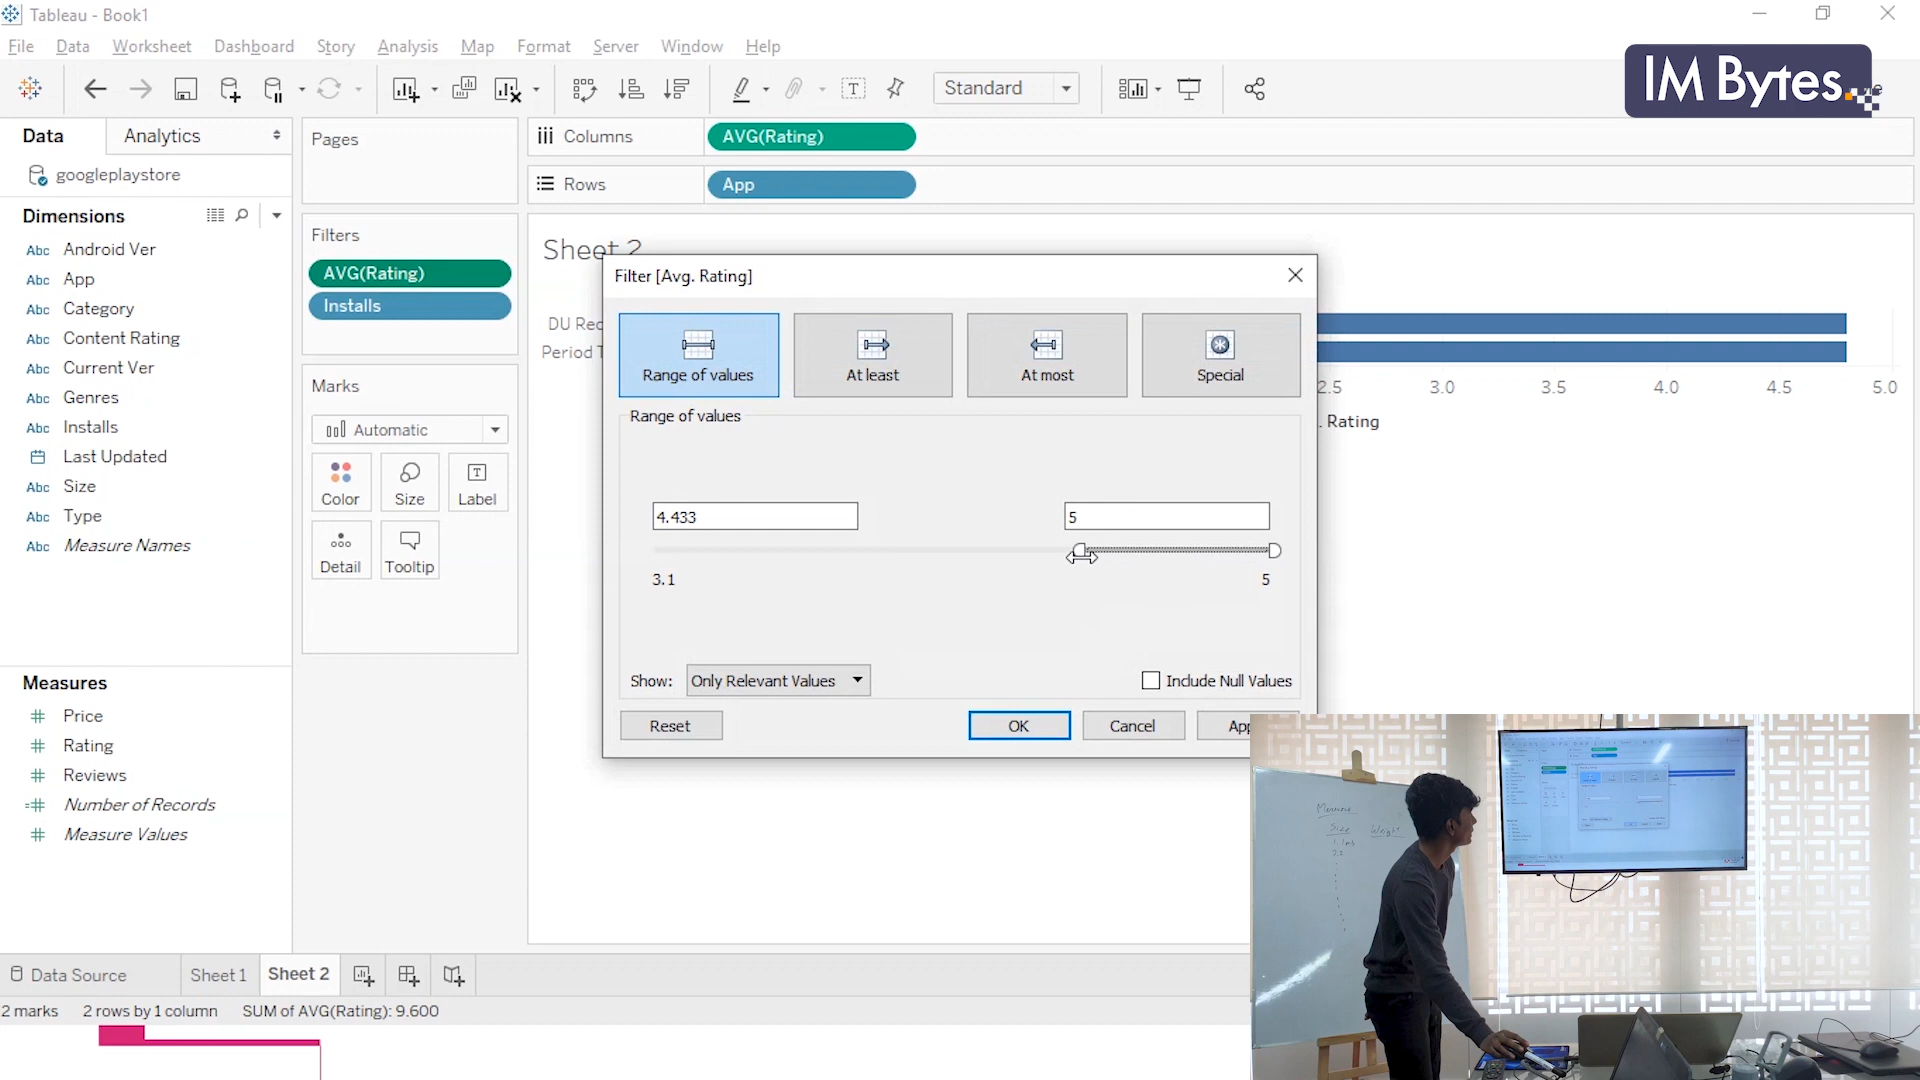 Tableau - Book1
File Data Worksheet Dashboard Story Analysis Map Format Server Window Help
IM Bytes.
Standard
Data Analytics
googleplaystore
Dimensions
Abc Android Ver
Abc App
Abc Category
Abc Content Rating
Abc Current Ver
Abc Genres
Abc Installs
Last Updated
Abc Size
Abc Type
Abc Measure Names
Measures
# Price
# Rating
# Reviews
=# Number of Records
# Measure Values
Pages
Filters
AVG(Rating)
Installs
Marks
Automatic
Color Size Label
Detail Tooltip
Columns AVG(Rating)
Rows App
Sheet 2
DU Rec
Period T
2.5 3.0 3.5 4.0 4.5 5.0
. Rating
Filter [Avg. Rating]
Range of values At least At most Special
Range of values
4.433 5
3.1 5
Show: Only Relevant Values Include Null Values
Reset OK Cancel App
Measures
Size Weight
Data Source Sheet 1 Sheet 2
2 marks 2 rows by 1 column SUM of AVG(Rating): 9.600